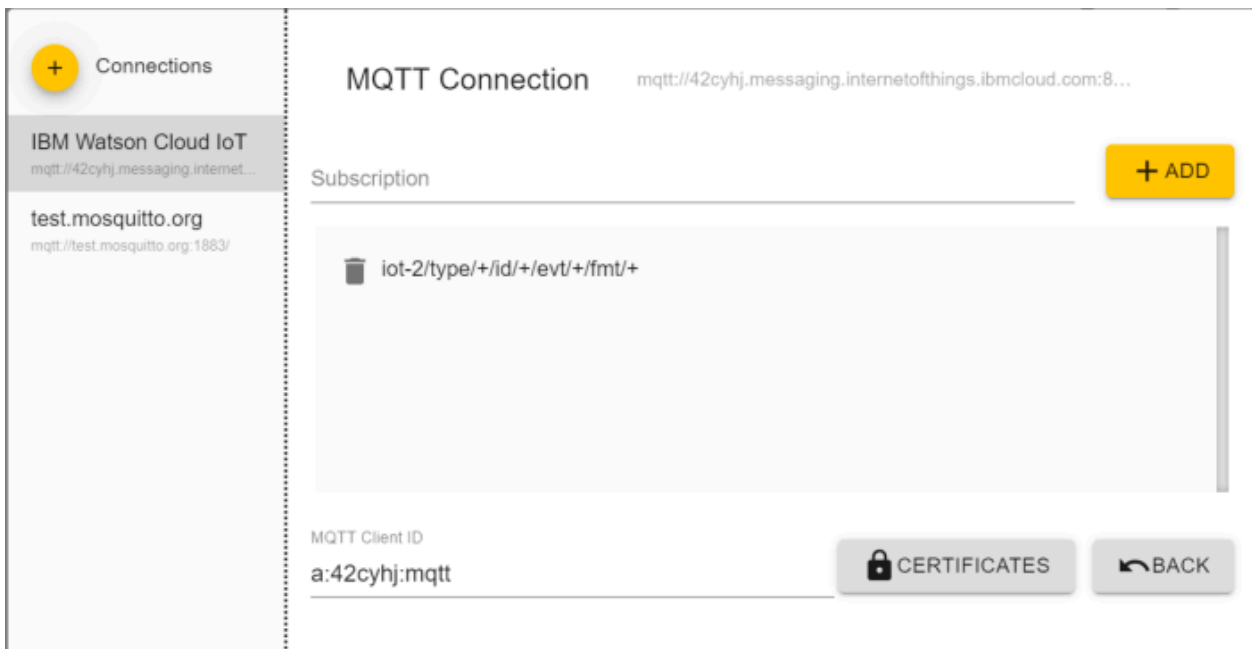 + Connections
IBM Watson Cloud IoT
mqtt://42cyhj.messaging.internet...
test.mosquitto.org
mqtt://test.mosquitto.org:1883/
MQTT Connection mqtt://42cyhj.messaging.internetofthings.ibmcloud.com:8...
Subscription
+ ADD
iot-2/type/+/id/+/evt/+/fmt/+
MQTT Client ID
a:42cyhj:mqtt
CERTIFICATES
BACK